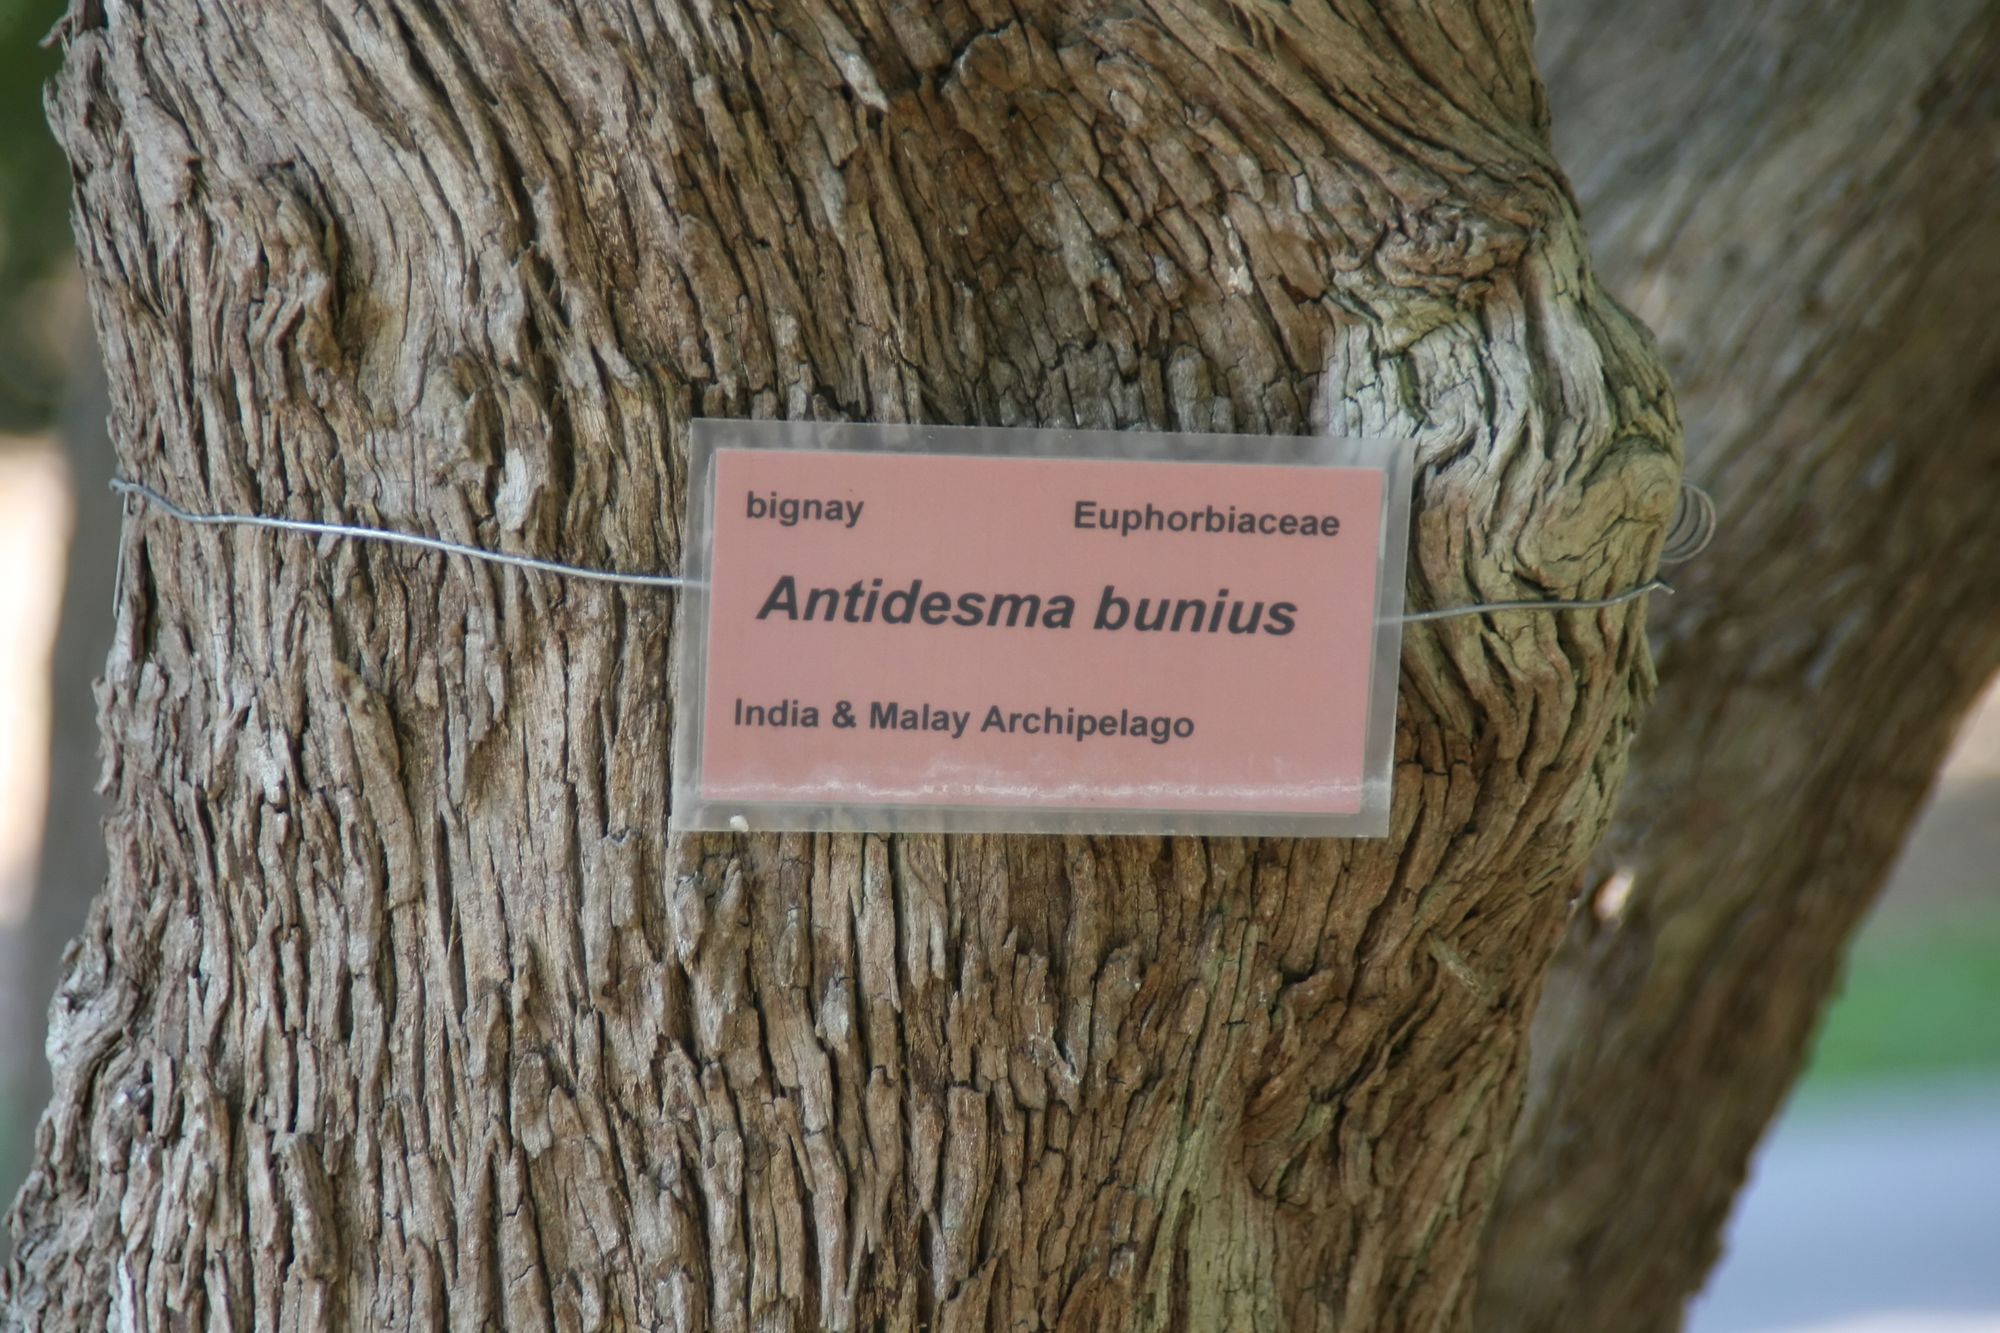 bignay Euphorbiaceae
Antidesma bunius
India & Malay Archipelago